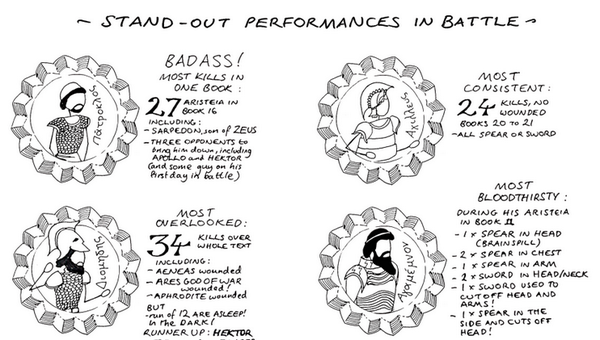 ~ STAND-OUT PERFORMANCES IN BATTLE ~
BADASS!
MOST KILLS IN
ONE BOOK:
27 ARISTEIA IN
BOOK 16
INCLUDING:
- SARPEDON, son of ZEUS
- THREE OPPONENTS to
bring him down, including
APOLLO and HEKTOR
(and some guy on his
first day in battle)
Πάτροκλος
MOST
CONSISTENT:
24 KILLS, NO
WOUNDED
BOOKS 20 TO 21
- ALL SPEAR OR SWORD
Ἀχιλλεύς
MOST
OVERLOOKED:
34 KILLS OVER
WHOLE TEXT
INCLUDING:
- AENEAS wounded
- ARES GOD OF WAR
wounded!
- APHRODITE wounded
BUT
- run of 12 ARE ASLEEP!
in the DARK!
RUNNER UP: HEKTOR
Διομήδης
MOST
BLOODTHIRSTY:
DURING HIS ARISTEIA
IN BOOK 11
- 1 x SPEAR IN HEAD
(BRAINSPILL)
- 2 x SPEAR IN CHEST
- 1 x SPEAR IN ARM
- 2 x SWORD IN HEAD/NECK
- 1 x SWORD USED TO
CUT OFF HEAD AND
ARMS!
- 1 x SPEAR IN THE
SIDE AND CUTS OFF
HEAD!
Ἀγαμέμνων